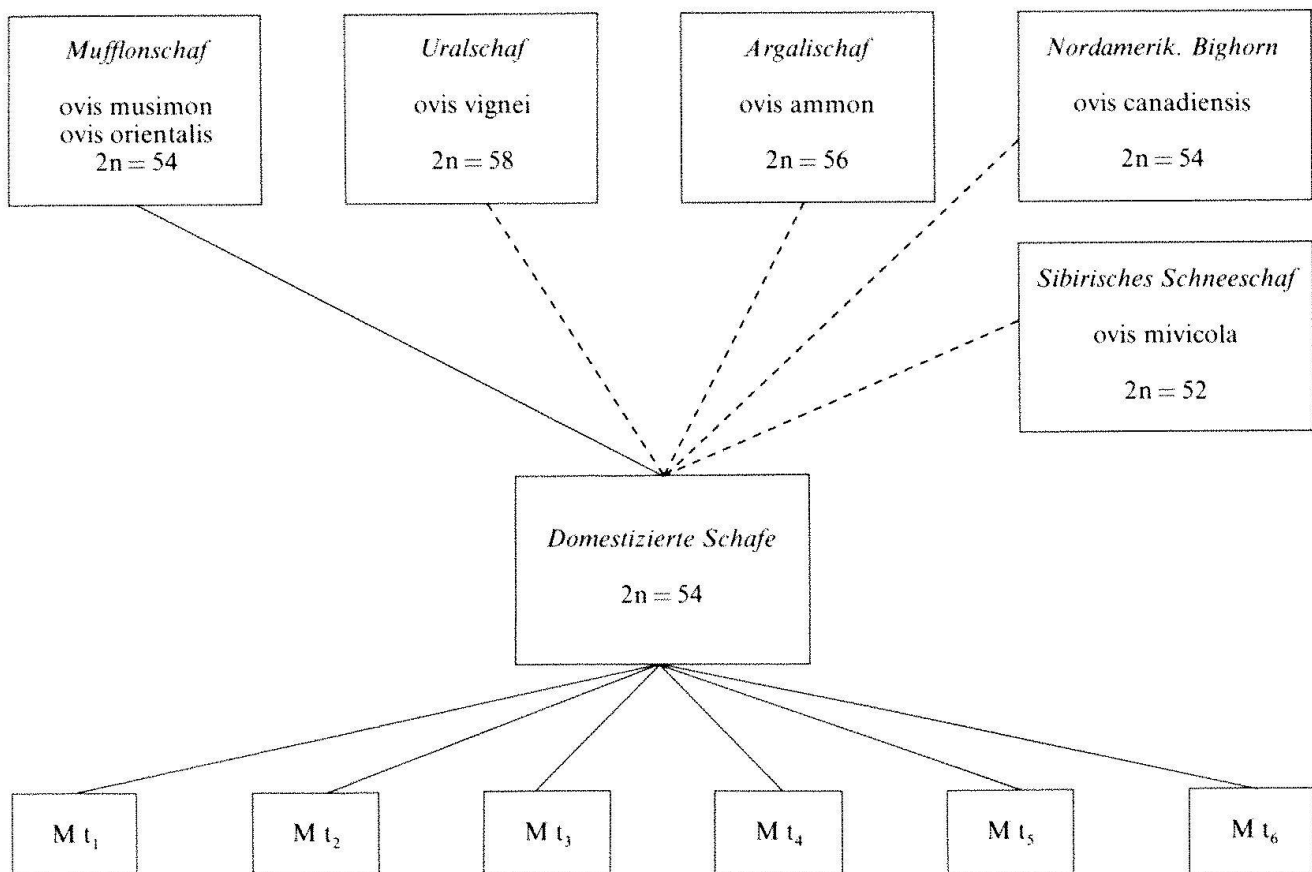 Mufflonschaf
ovis musimon
ovis orientalis
2n = 54
Uralschaf
ovis vignei
2n = 58
Argalischaf
ovis ammon
2n = 56
Nordamerik. Bighorn
ovis canadiensis
2n = 54
Sibirisches Schneeschaf
ovis mivicola
2n = 52
Domestizierte Schafe
2n = 54
M t₁
M t₂
M t₃
M t₄
M t₅
M t₆